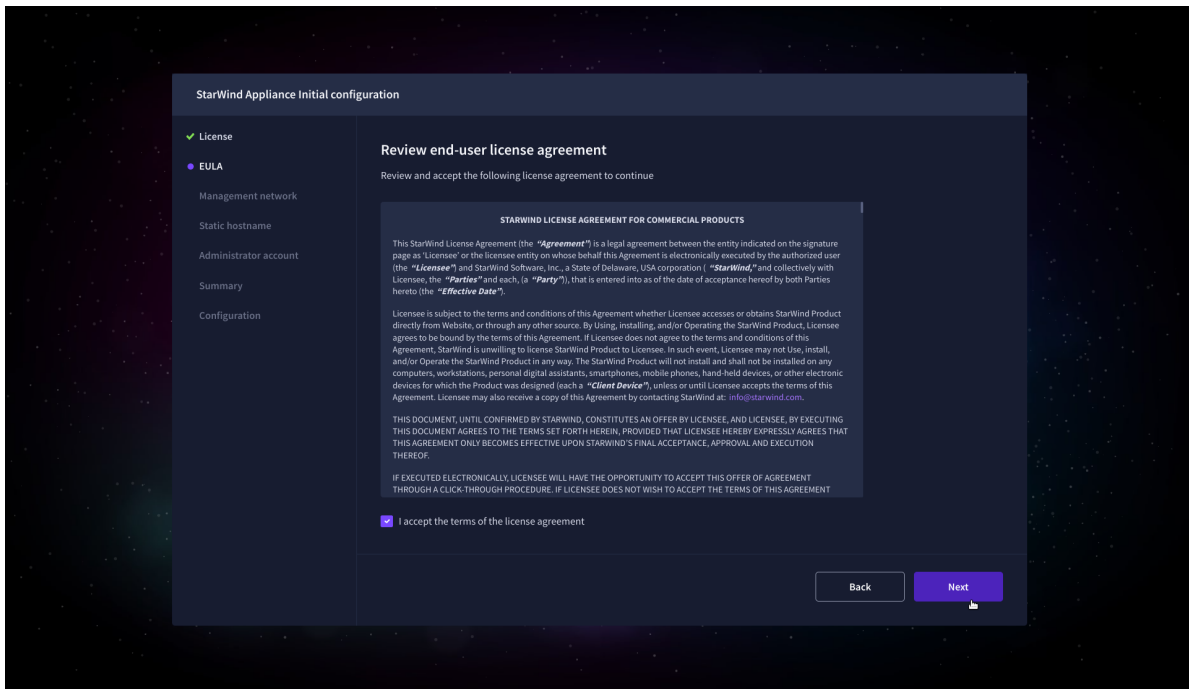 StarWind Appliance Initial configuration
License
EULA
Management network
Static hostname
Administrator account
Summary
Configuration
Review end-user license agreement
Review and accept the following license agreement to continue
STARWIND LICENSE AGREEMENT FOR COMMERCIAL PRODUCTS
This StarWind License Agreement (the “Agreement”) is a legal agreement between the entity indicated on the signature
page as 'Licensee' or the licensee entity on whose behalf this Agreement is electronically executed by the authorized user
(the “Licensee”) and StarWind Software, Inc., a State of Delaware, USA corporation ( “StarWind,” and collectively with
Licensee, the “Parties” and each, (a “Party”)), that is entered into as of the date of acceptance hereof by both Parties
hereto (the “Effective Date”).
Licensee is subject to the terms and conditions of this Agreement whether Licensee accesses or obtains StarWind Product
directly from Website, or through any other source. By Using, installing, and/or Operating the StarWind Product, Licensee
agrees to be bound by the terms of this Agreement. If Licensee does not agree to the terms and conditions of this
Agreement, StarWind is unwilling to license StarWind Product to Licensee. In such event, Licensee may not Use, install,
and/or Operate the StarWind Product in any way. The StarWind Product will not install and shall not be installed on any
computers, workstations, personal digital assistants, smartphones, mobile phones, hand-held devices, or other electronic
devices for which the Product was designed (each a “Client Device”), unless or until Licensee accepts the terms of this
Agreement. Licensee may also receive a copy of this Agreement by contacting StarWind at: info@starwind.com.
THIS DOCUMENT, UNTIL CONFIRMED BY STARWIND, CONSTITUTES AN OFFER BY LICENSEE, AND LICENSEE, BY EXECUTING
THIS DOCUMENT AGREES TO THE TERMS SET FORTH HEREIN, PROVIDED THAT LICENSEE HEREBY EXPRESSLY AGREES THAT
THIS AGREEMENT ONLY BECOMES EFFECTIVE UPON STARWIND'S FINAL ACCEPTANCE, APPROVAL AND EXECUTION
THEREOF.
IF EXECUTED ELECTRONICALLY, LICENSEE WILL HAVE THE OPPORTUNITY TO ACCEPT THIS OFFER OF AGREEMENT
THROUGH A CLICK-THROUGH PROCEDURE. IF LICENSEE DOES NOT WISH TO ACCEPT THE TERMS OF THIS AGREEMENT
I accept the terms of the license agreement
Back
Next